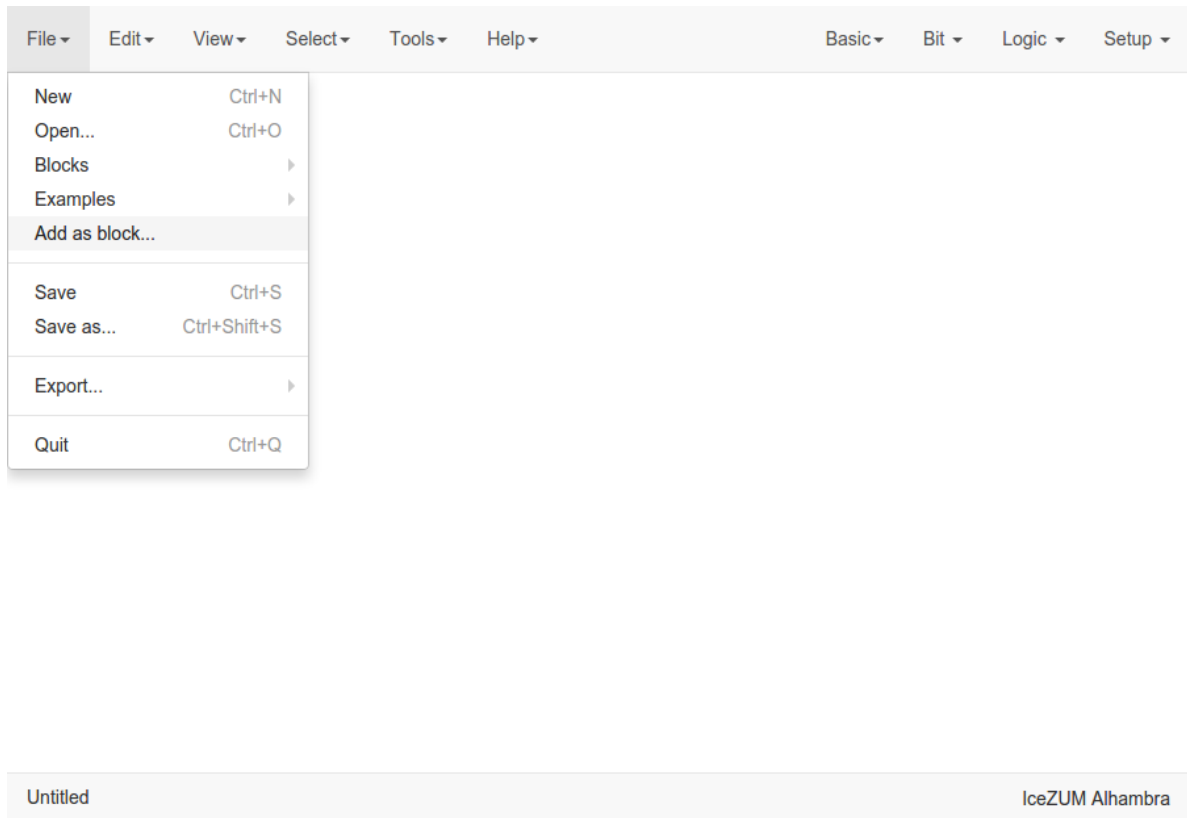 File Edit View Select Tools Help Basic Bit Logic Setup
New Ctrl+N
Open... Ctrl+O
Blocks
Examples
Add as block...
Save Ctrl+S
Save as... Ctrl+Shift+S
Export...
Quit Ctrl+Q
Untitled IceZUM Alhambra